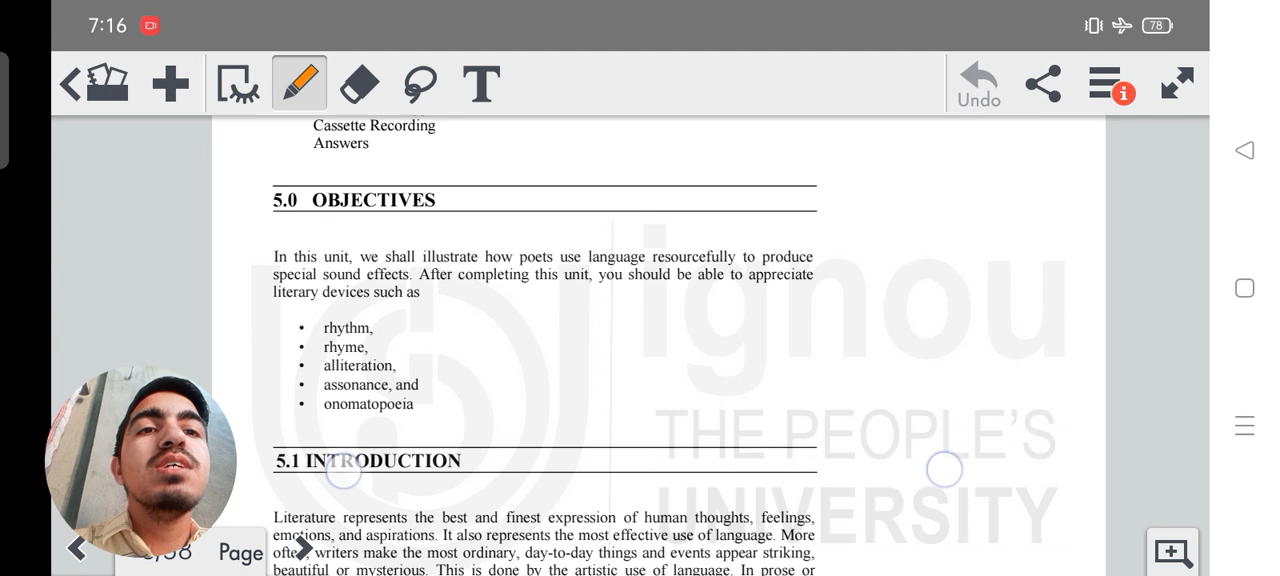 7:16
78
T
Undo
i
Cassette Recording
Answers
5.0 OBJECTIVES
In this unit, we shall illustrate how poets use language resourcefully to produce
special sound effects. After completing this unit, you should be able to appreciate
literary devices such as
• rhythm,
• rhyme,
• alliteration,
• assonance, and
• onomatopoeia
ignou
THE PEOPLE'S
UNIVERSITY
5.1 INTRODUCTION
Literature represents the best and finest expression of human thoughts, feelings,
emotions, and aspirations. It also represents the most effective use of language. More
often, writers make the most ordinary, day-to-day things and events appear striking,
beautiful or mysterious. This is done by the artistic use of language. In prose or
Page